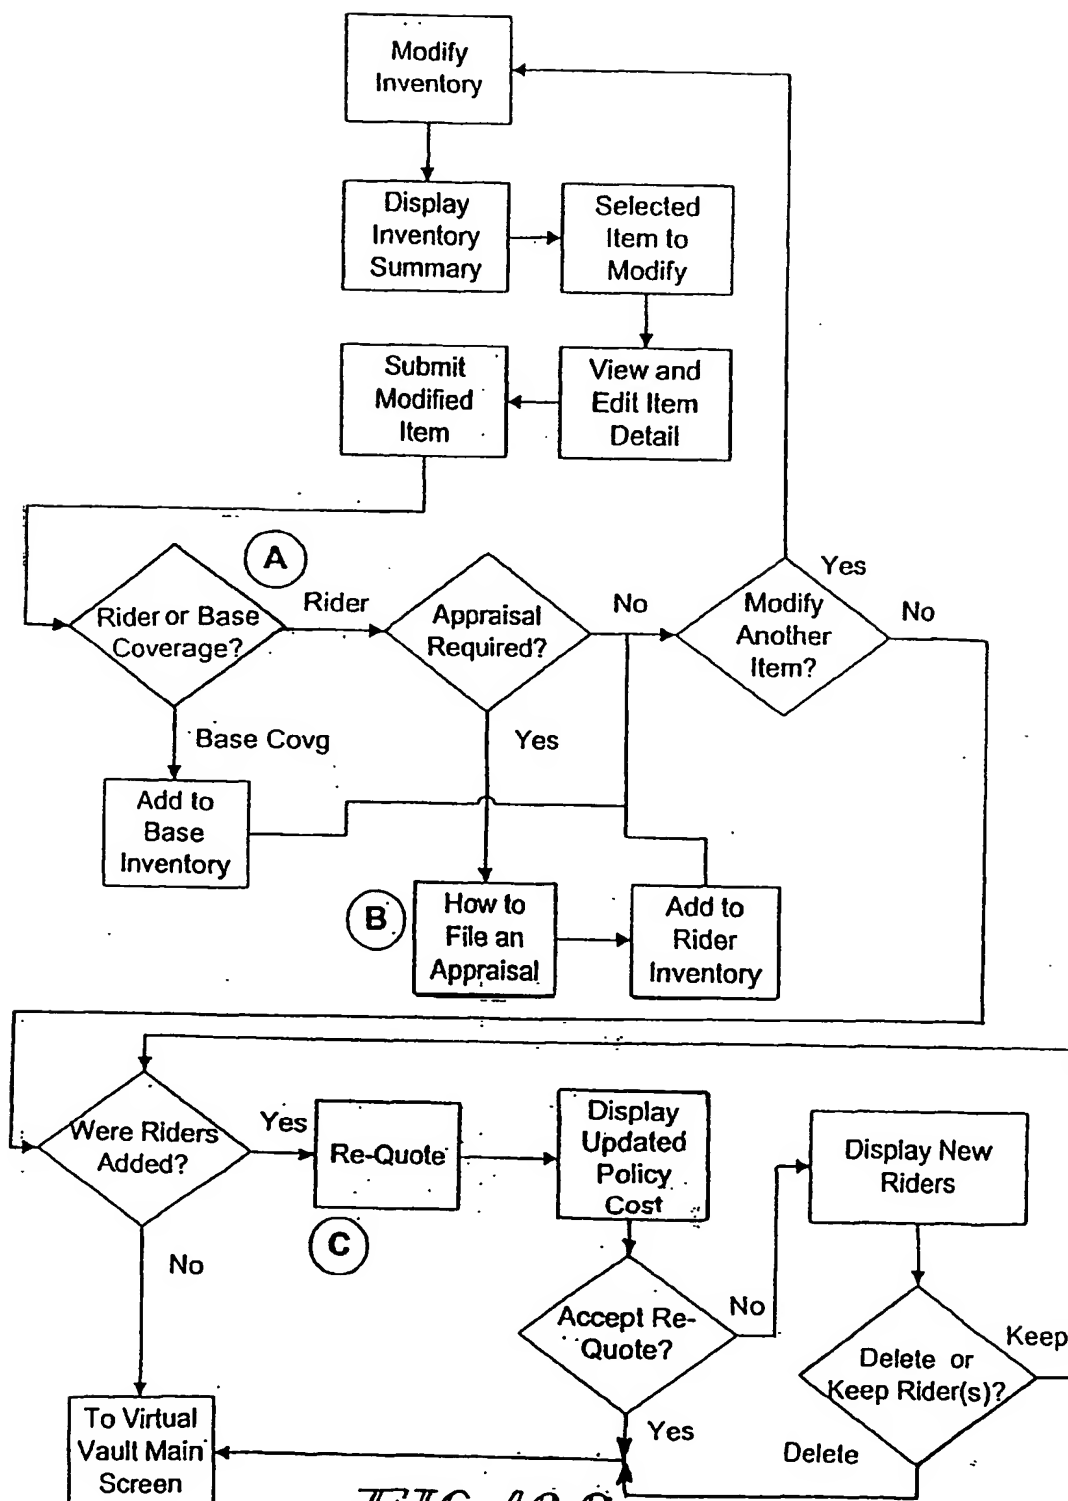 Modify
Inventory
Display
Inventory
Summary
Selected
Item to
Modify
Submit
Modified
Item
View and
Edit Item
Detail
A
Rider or Base
Coverage?
Rider
Appraisal
Required?
No
Modify
Another
Item?
Yes
No
Base Covg
Yes
Add to
Base
Inventory
B
How to
File an
Appraisal
Add to
Rider
Inventory
Were Riders
Added?
Yes
Re-Quote
Display
Updated
Policy
Cost
Display New
Riders
C
No
Accept Re-
Quote?
No
Delete or
Keep Rider(s)?
Keep
Yes
Delete
To Virtual
Vault Main
Screen